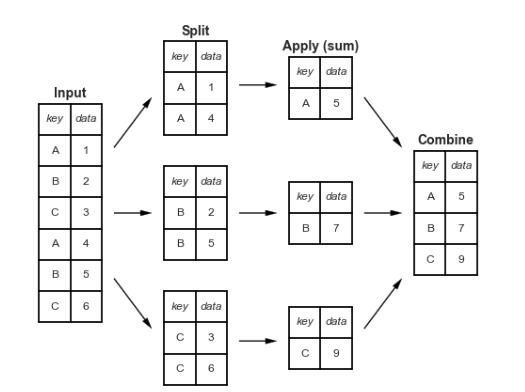 Input
key data
A 1
B 2
C 3
A 4
B 5
C 6
Split
key data
A 1
A 4
key data
B 2
B 5
key data
C 3
C 6
Apply (sum)
key data
A 5
key data
B 7
key data
C 9
Combine
key data
A 5
B 7
C 9